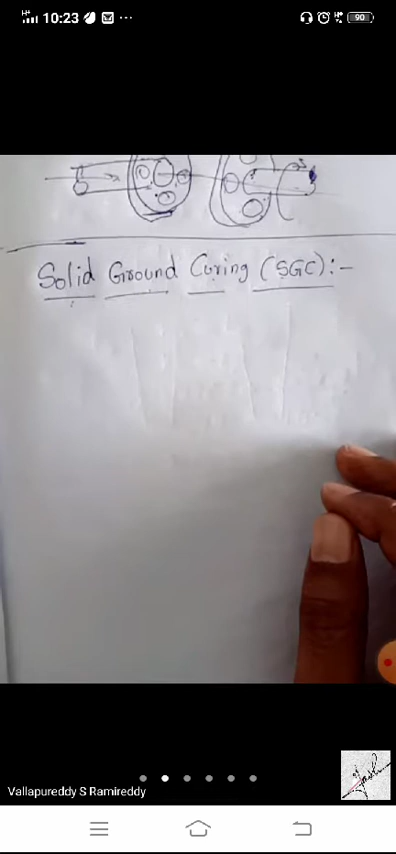 H+ 10:23 ... H+ 90
Solid Ground Curing (SGC):-
Vallapureddy S Ramireddy